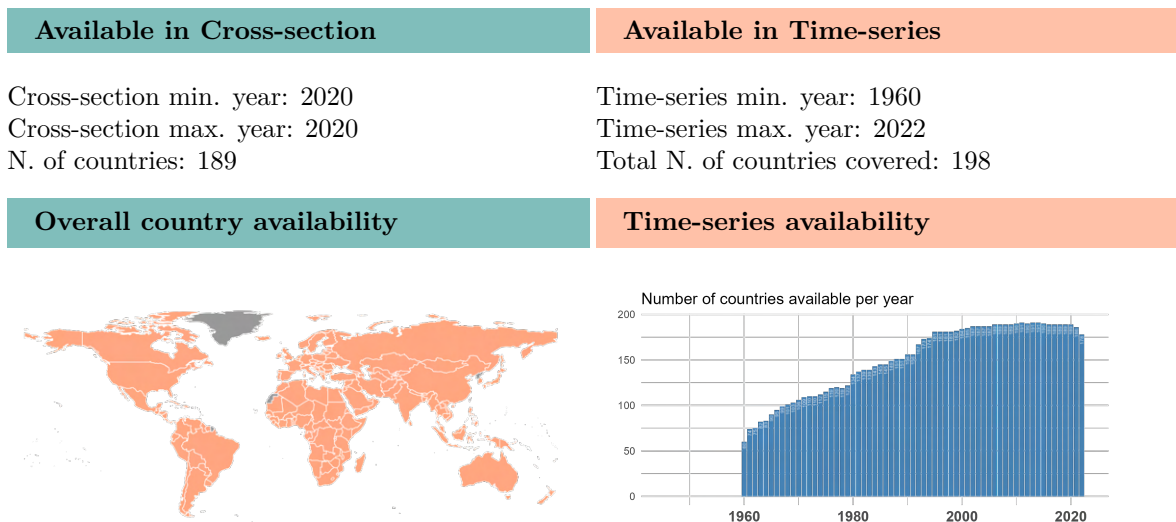 Available in Cross-section
Available in Time-series
Cross-section min. year: 2020
Cross-section max. year: 2020
N. of countries: 189
Time-series min. year: 1960
Time-series max. year: 2022
Total N. of countries covered: 198
Overall country availability
Time-series availability
Number of countries available per year
200
150
100
50
0
1960 1980 2000 2020